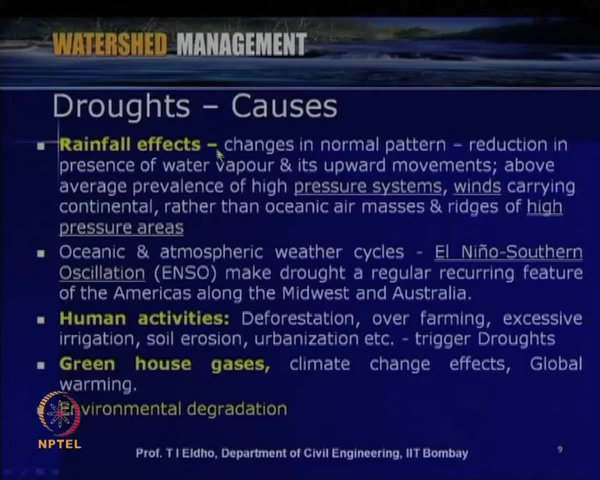 WATERSHED MANAGEMENT
Droughts – Causes
Rainfall effects – changes in normal pattern – reduction in
presence of water vapour & its upward movements; above
average prevalence of high pressure systems, winds carrying
continental, rather than oceanic air masses & ridges of high
pressure areas
Oceanic & atmospheric weather cycles - El Niño-Southern
Oscillation (ENSO) make drought a regular recurring feature
of the Americas along the Midwest and Australia.
Human activities: Deforestation, over farming, excessive
irrigation, soil erosion, urbanization etc. - trigger Droughts
Green house gases, climate change effects, Global
warming.
Environmental degradation
NPTEL
Prof. T I Eldho, Department of Civil Engineering, IIT Bombay
9